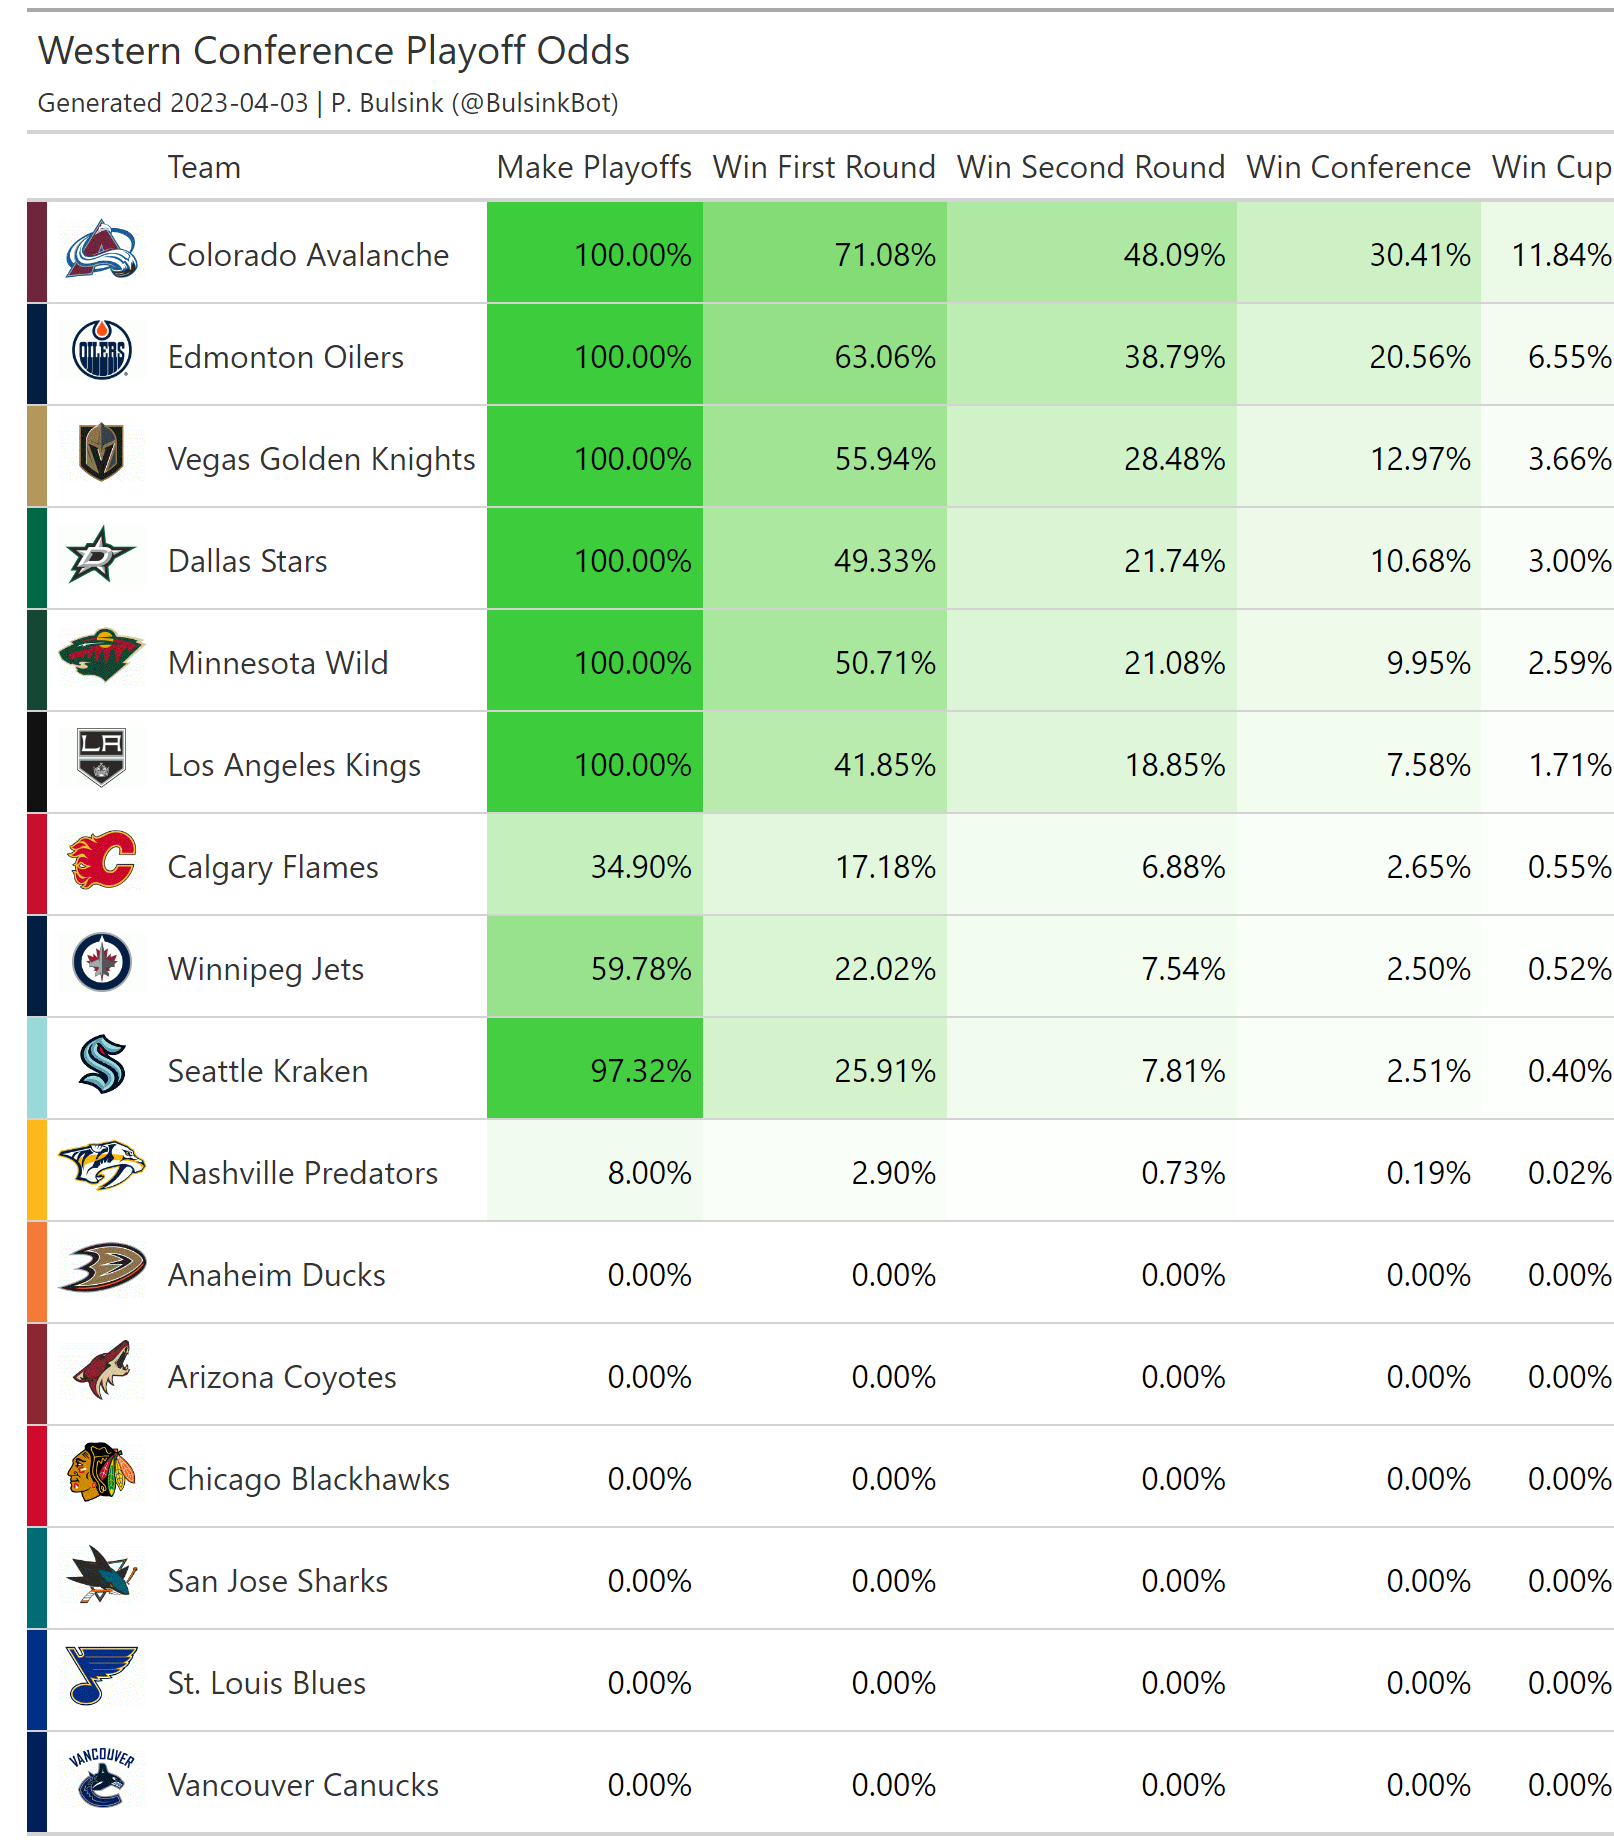 Western Conference Playoff Odds
Generated 2023-04-03 | P. Bulsink (@BulsinkBot)
Team Make Playoffs Win First Round Win Second Round Win Conference Win Cup
Colorado Avalanche 100.00% 71.08% 48.09% 30.41% 11.84%
OILERS Edmonton Oilers 100.00% 63.06% 38.79% 20.56% 6.55%
Vegas Golden Knights 100.00% 55.94% 28.48% 12.97% 3.66%
D Dallas Stars 100.00% 49.33% 21.74% 10.68% 3.00%
Minnesota Wild 100.00% 50.71% 21.08% 9.95% 2.59%
LA Los Angeles Kings 100.00% 41.85% 18.85% 7.58% 1.71%
C Calgary Flames 34.90% 17.18% 6.88% 2.65% 0.55%
Winnipeg Jets 59.78% 22.02% 7.54% 2.50% 0.52%
S Seattle Kraken 97.32% 25.91% 7.81% 2.51% 0.40%
Nashville Predators 8.00% 2.90% 0.73% 0.19% 0.02%
Anaheim Ducks 0.00% 0.00% 0.00% 0.00% 0.00%
Arizona Coyotes 0.00% 0.00% 0.00% 0.00% 0.00%
Chicago Blackhawks 0.00% 0.00% 0.00% 0.00% 0.00%
San Jose Sharks 0.00% 0.00% 0.00% 0.00% 0.00%
St. Louis Blues 0.00% 0.00% 0.00% 0.00% 0.00%
VANCOUVER Vancouver Canucks 0.00% 0.00% 0.00% 0.00% 0.00%